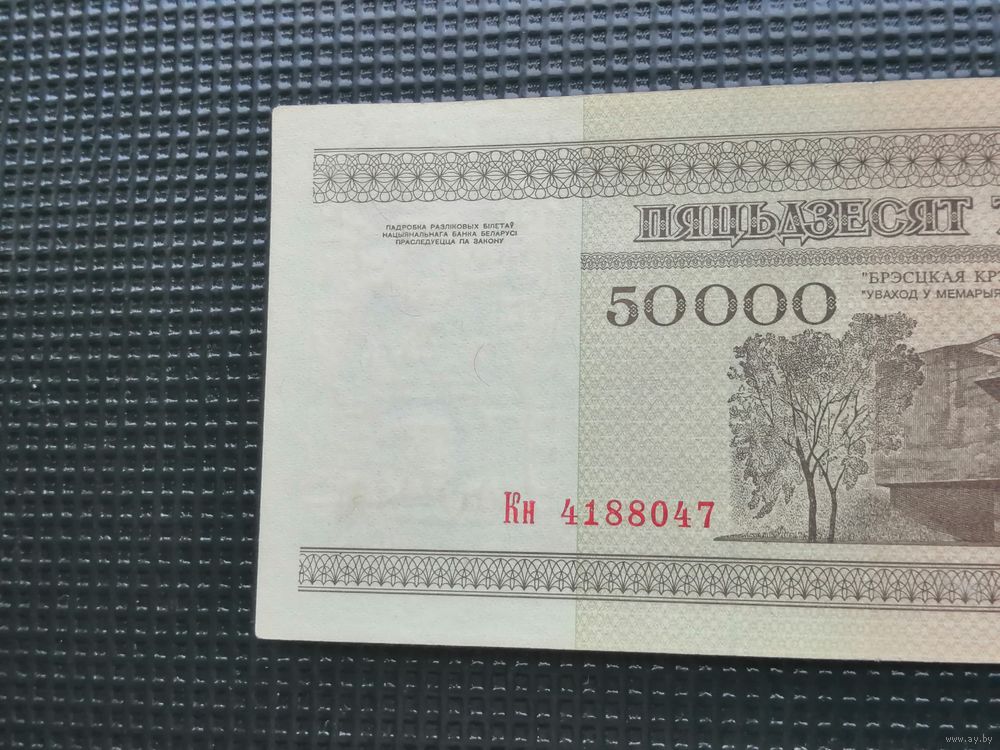 ПАДРОБКА РАЗЛІКОВЫХ БІЛЕТАЎ
НАЦЫЯНАЛЬНАГА БАНКА БЕЛАРУСІ
ПРАСЛЕДУЕЦЦА ПА ЗАКОНУ
ПЯЦЬДЗЕСЯТ Т
"БРЭСЦКАЯ КРЭ
50000
"УВАХОД У МЕМАРЫЯ
Кн 4188047
www.ay.by